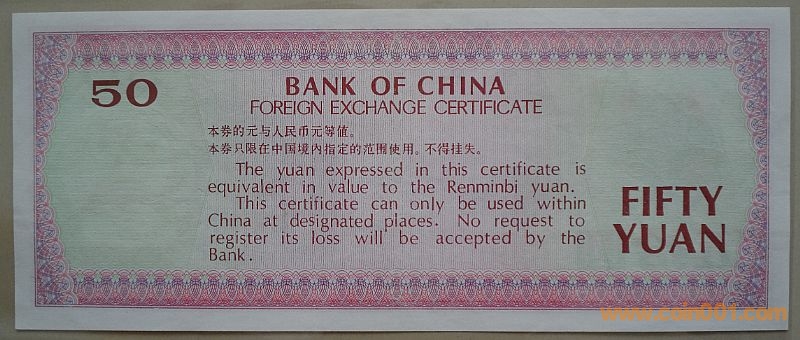 50
BANK OF CHINA
FOREIGN EXCHANGE CERTIFICATE
本券的元与人民币元等值。
本券只限在中国境内指定的范围使用。不得挂失。
The yuan expressed in this certificate is
equivalent in value to the Renminbi yuan.
This certificate can only be used within
China at designated places. No request to
register its loss will be accepted by the
Bank.
FIFTY
YUAN
www.coin001.com